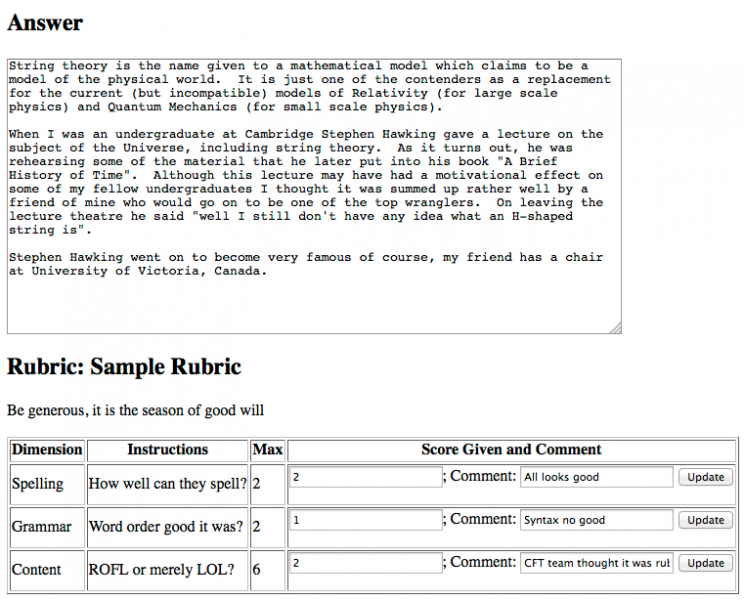 Answer
String theory is the name given to a mathematical model which claims to be a
model of the physical world.  It is just one of the contenders as a replacement
for the current (but incompatible) models of Relativity (for large scale
physics) and Quantum Mechanics (for small scale physics).
When I was an undergraduate at Cambridge Stephen Hawking gave a lecture on the
subject of the Universe, including string theory.  As it turns out, he was
rehearsing some of the material that he later put into his book "A Brief
History of Time".  Although this lecture may have had a motivational effect on
some of my fellow undergraduates I thought it was summed up rather well by a
friend of mine who would go on to be one of the top wranglers.  On leaving the
lecture theatre he said "well I still don't have any idea what an H-shaped
string is".
Stephen Hawking went on to become very famous of course, my friend has a chair
at University of Victoria, Canada.
Rubric: Sample Rubric
Be generous, it is the season of good will
Dimension Instructions Max Score Given and Comment
Spelling How well can they spell? 2 2 ; Comment: All looks good Update
Grammar Word order good it was? 2 1 ; Comment: Syntax no good Update
Content ROFL or merely LOL? 6 2 ; Comment: CFT team thought it was Update